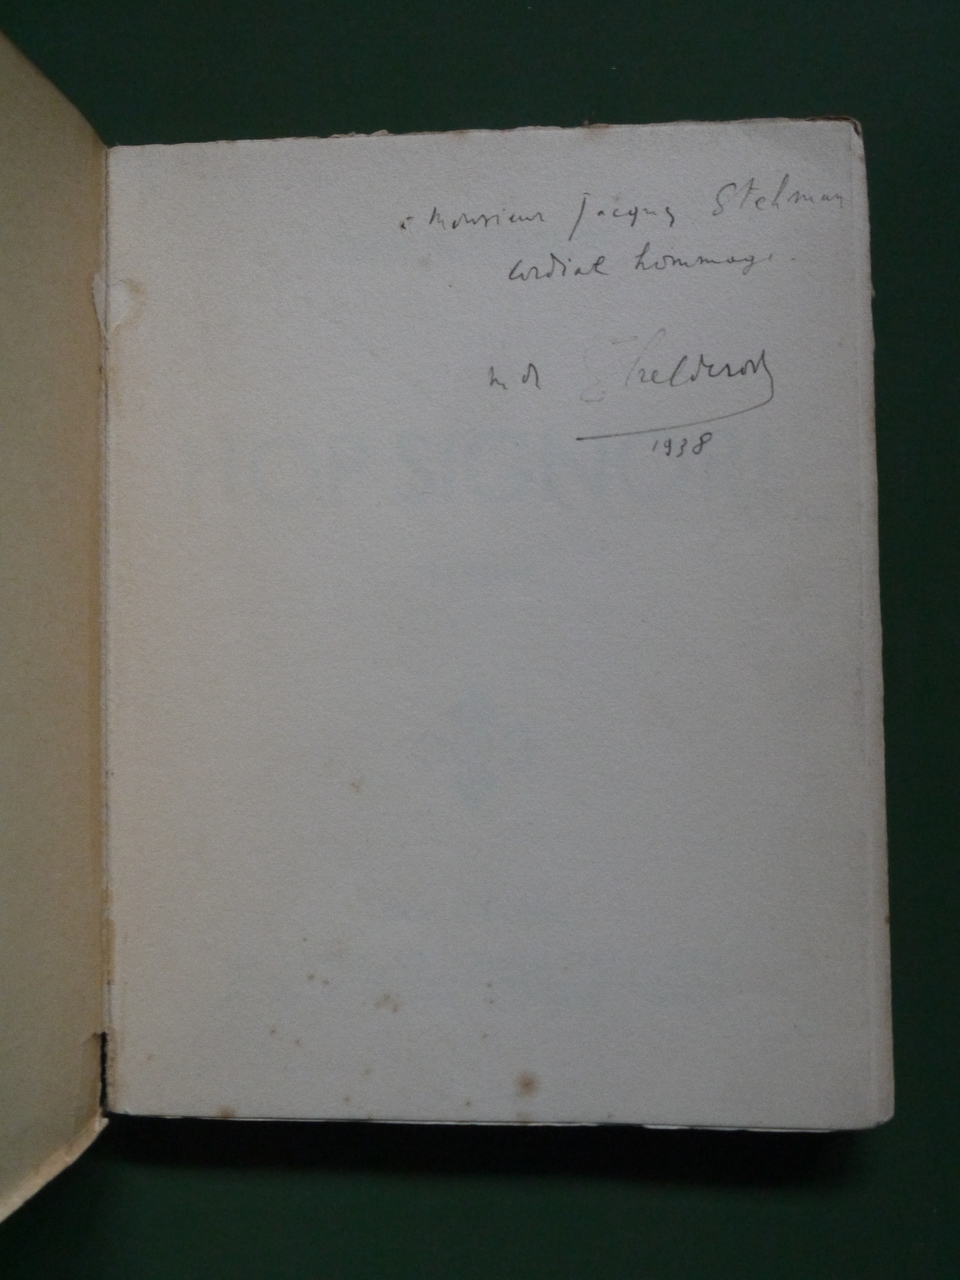 à Monsieur Jacques Stehman
cordial hommage.
M de Ghelderode
1938